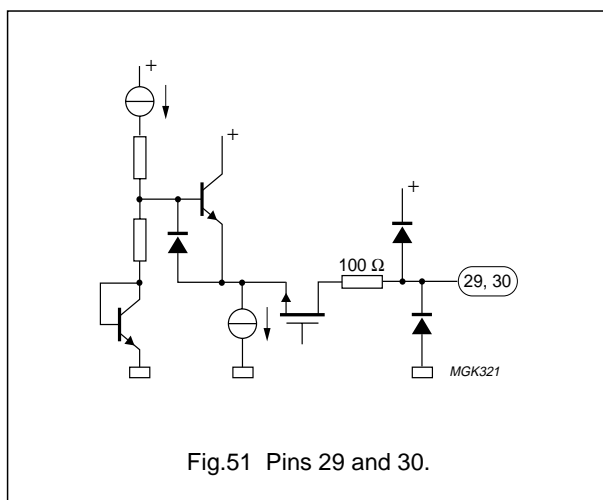 +
+
+
100 Ω
29, 30
MGK321
Fig.51 Pins 29 and 30.